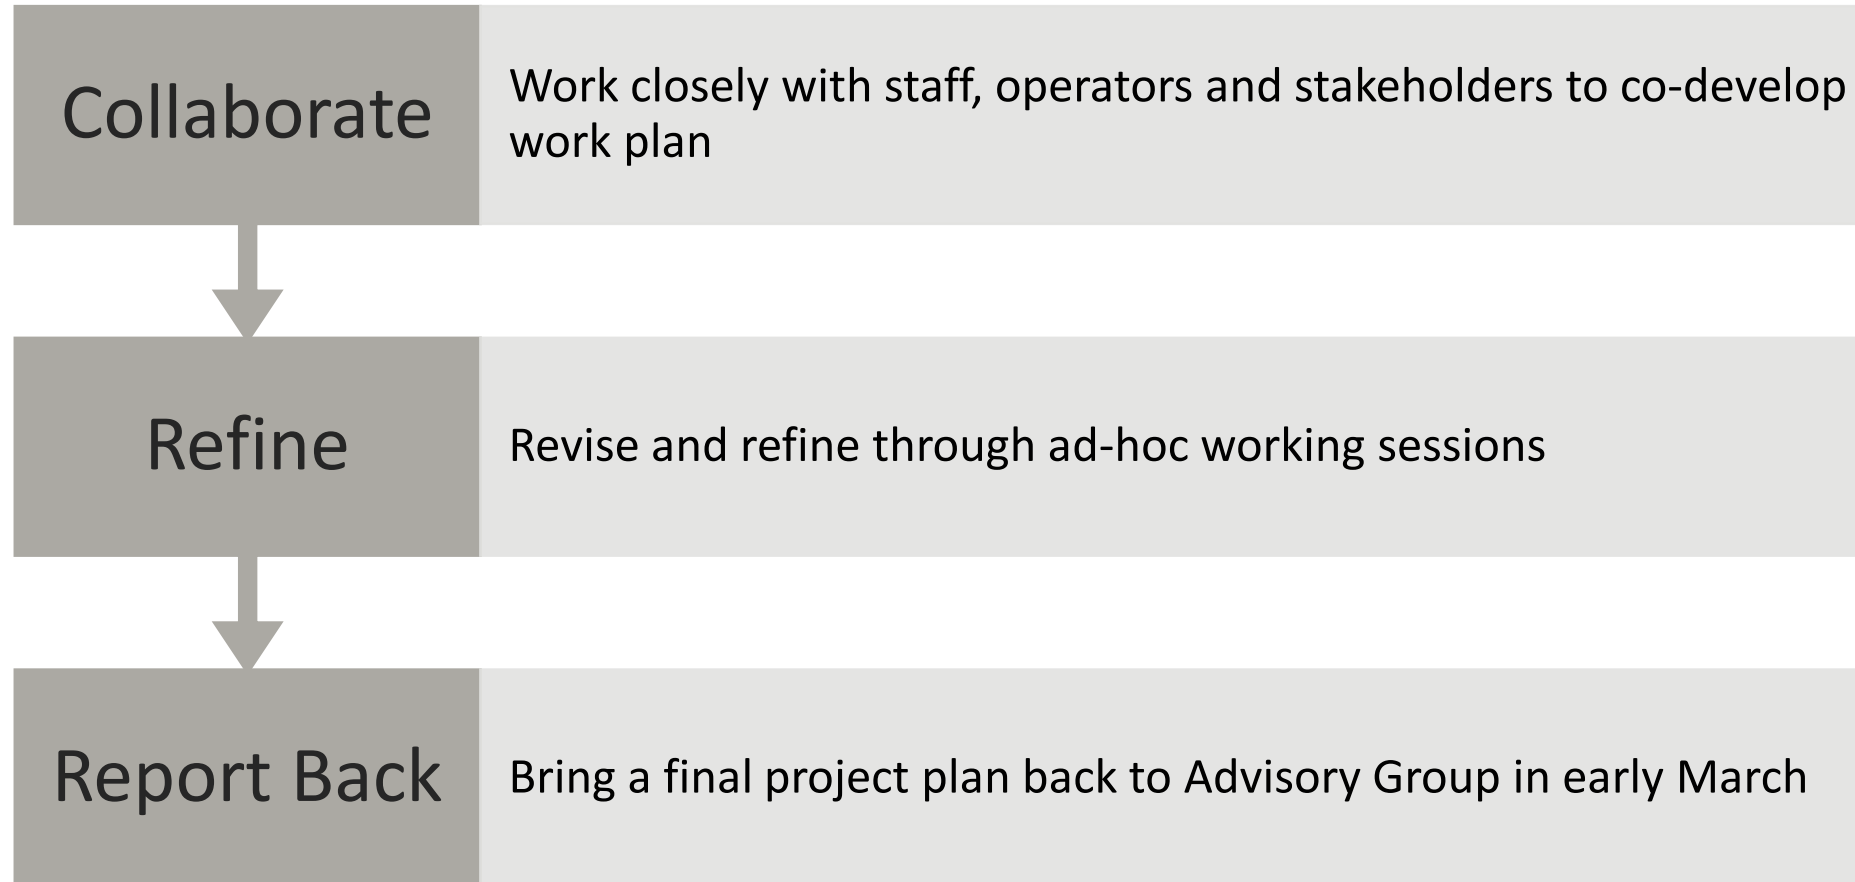 Collaborate
Work closely with staff, operators and stakeholders to co-develop
work plan
Refine
Revise and refine through ad-hoc working sessions
Report Back
Bring a final project plan back to Advisory Group in early March